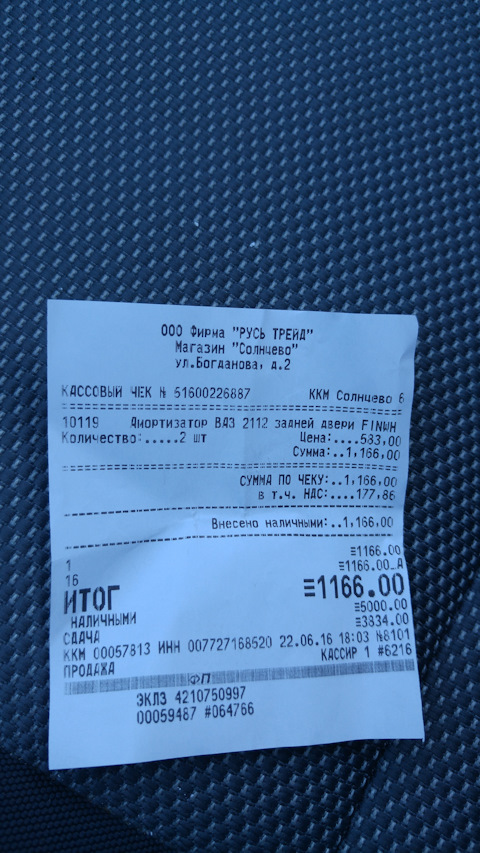 ООО Фирма "РУСЬ ТРЕЙД"
Магазин "Солнцево"
ул.Богданова, д.2
КАССОВЫЙ ЧЕК № 51600226887 ККМ Солнцево 6
10119 Амортизатор ВАЗ 2112 задней двери FINWH
Количество:.....2 шт Цена:....583,00
Сумма:..1,166,00
СУММА ПО ЧЕКУ:..1,166,00
в т.ч. НДС:....177,86
Внесено наличными:..1,166,00
1 ≡1166.00
16 ≡1166.00_А
ИТОГ ≡1166.00
НАЛИЧНЫМИ ≡5000.00
СДАЧА ≡3834.00
ККМ 00057813 ИНН 007727168520 22.06.16 18:03 №8101
ПРОДАЖА КАССИР 1 #6216
ФП
ЭКЛЗ 4210750997
00059487 #064766